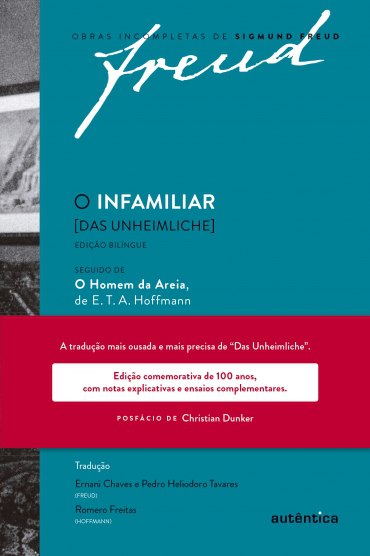 OBRAS INCOMPLETAS DE SIGMUND FREUD
freud
O INFAMILIAR
[DAS UNHEIMLICHE]
EDIÇÃO BILÍNGUE
SEGUIDO DE
O Homem da Areia,
de E. T. A. Hoffmann
A tradução mais ousada e mais precisa de “Das Unheimliche”.
Edição comemorativa de 100 anos,
com notas explicativas e ensaios complementares.
POSFÁCIO DE Christian Dunker
Tradução
Ernani Chaves e Pedro Heliodoro Tavares
(FREUD)
Romero Freitas
(HOFFMANN)
autêntica